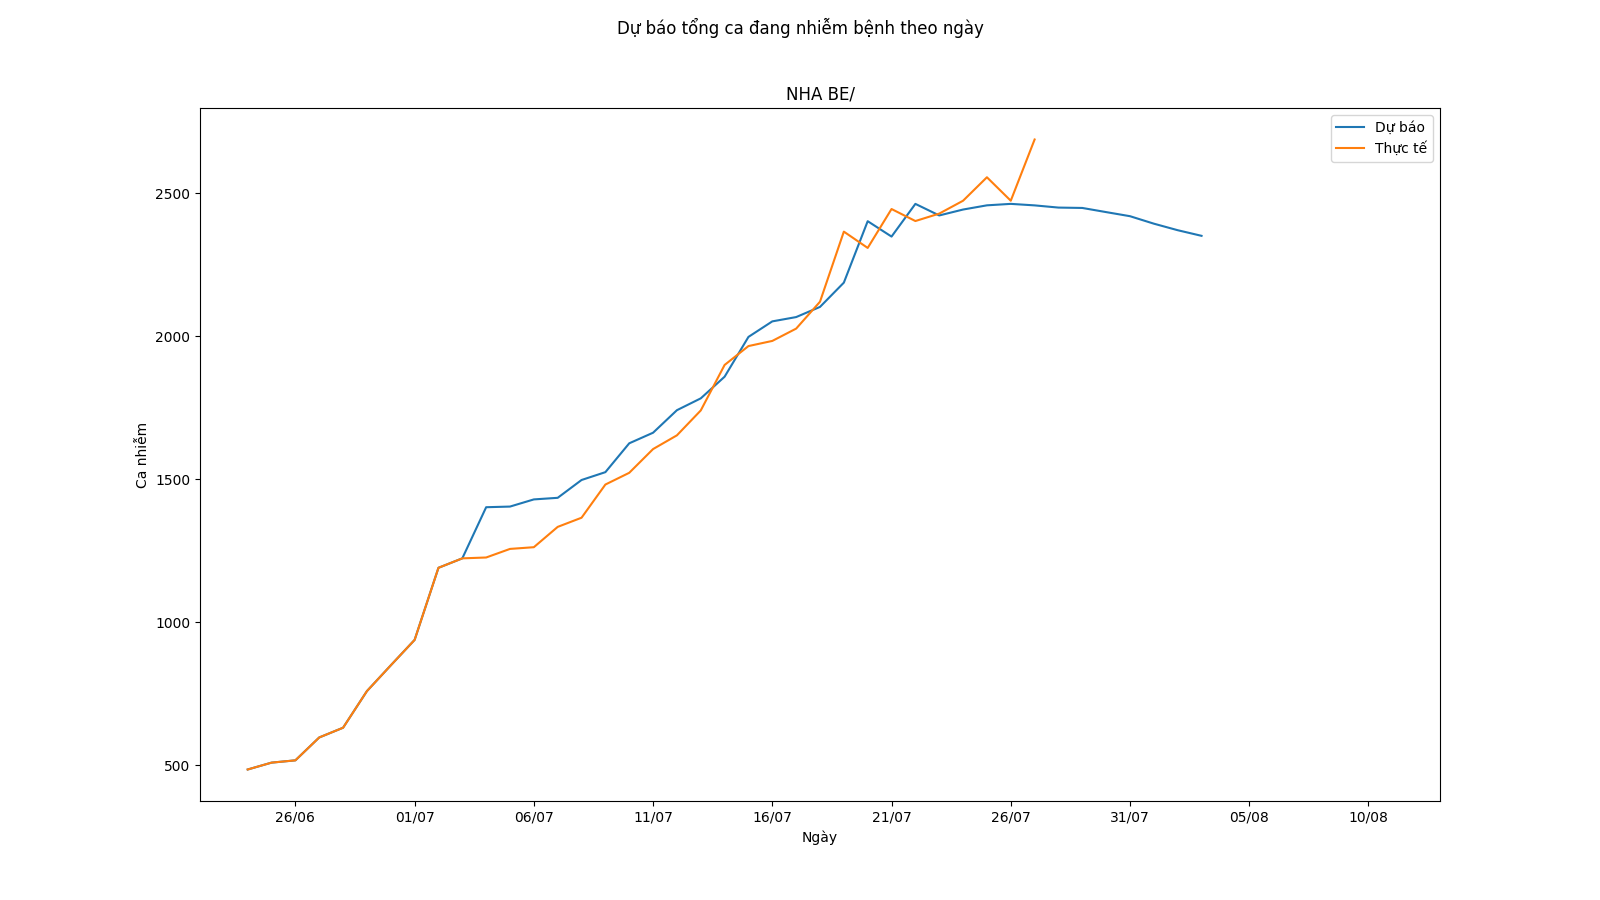 Dự báo tổng ca đang nhiễm bệnh theo ngày
NHA BE/
Dự báo
Thực tế
2500
2000
1500
1000
500
Ca nhiễm
26/06 01/07 06/07 11/07 16/07 21/07 26/07 31/07 05/08 10/08
Ngày